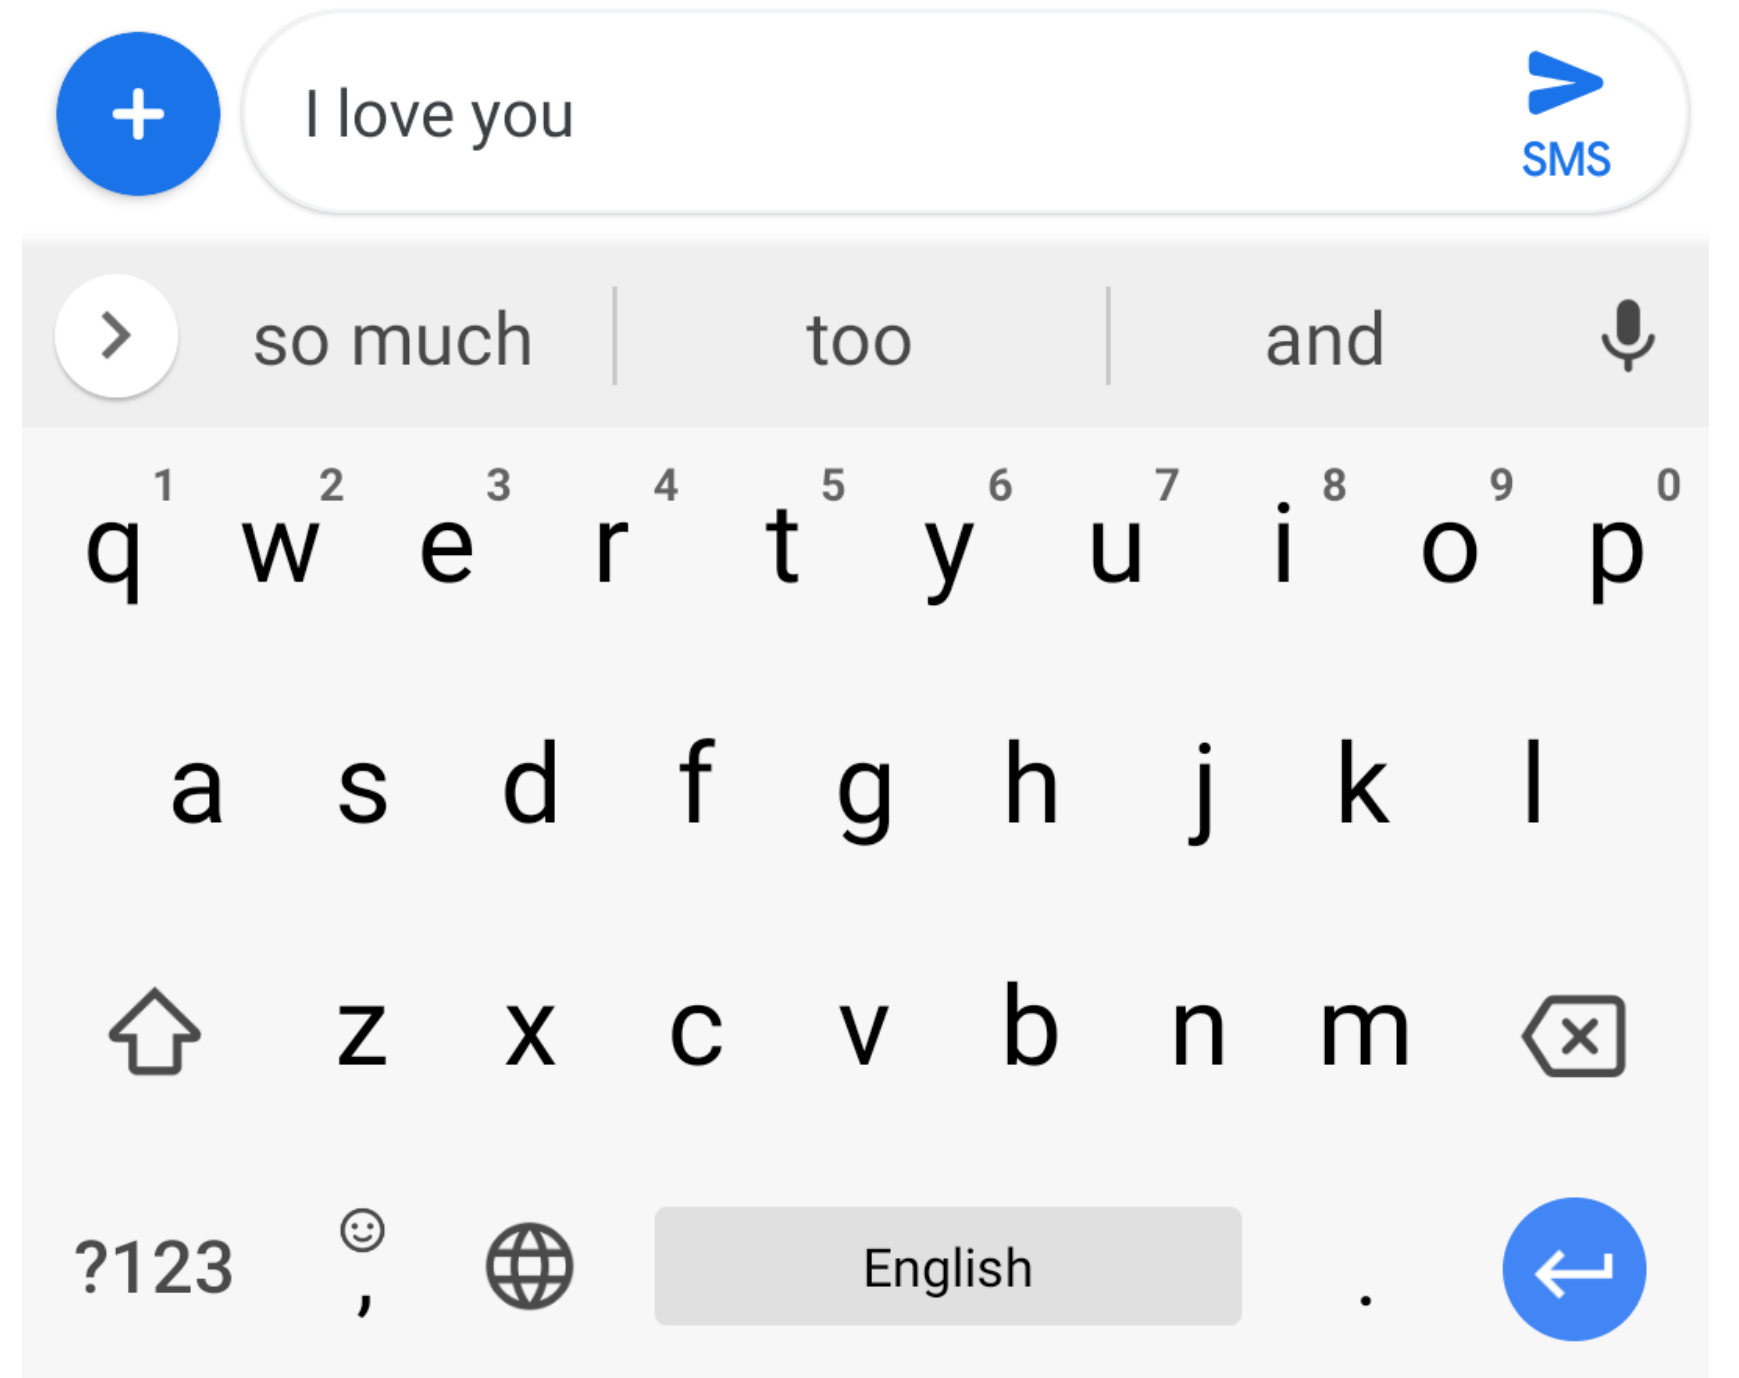 I love you
SMS
so much too and
1 2 3 4 5 6 7 8 9 0
q w e r t y u i o p
a s d f g h j k l
z x c v b n m
?123 , English .